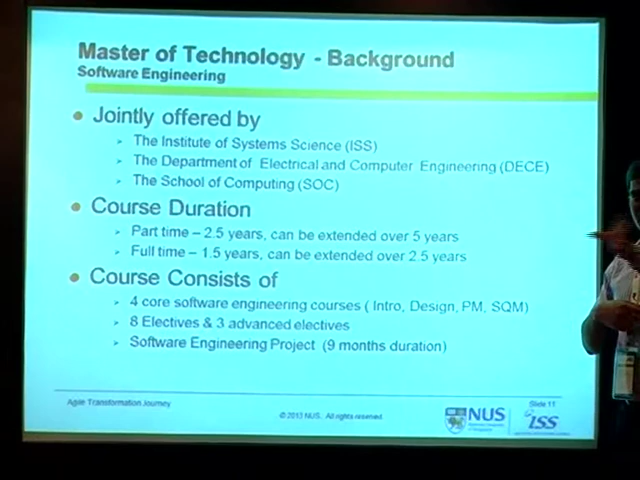 Master of Technology - Background
Software Engineering
Jointly offered by
The Institute of Systems Science (ISS)
The Department of Electrical and Computer Engineering (DECE)
The School of Computing (SOC)
Course Duration
Part time – 2.5 years, can be extended over 5 years
Full time – 1.5 years, can be extended over 2.5 years
Course Consists of
4 core software engineering courses ( Intro, Design, PM, SQM)
8 Electives & 3 advanced electives
Software Engineering Project (9 months duration)
Agile Transformation Journey
© 2013 NUS. All rights reserved.
NUS
Slide 11
ISS